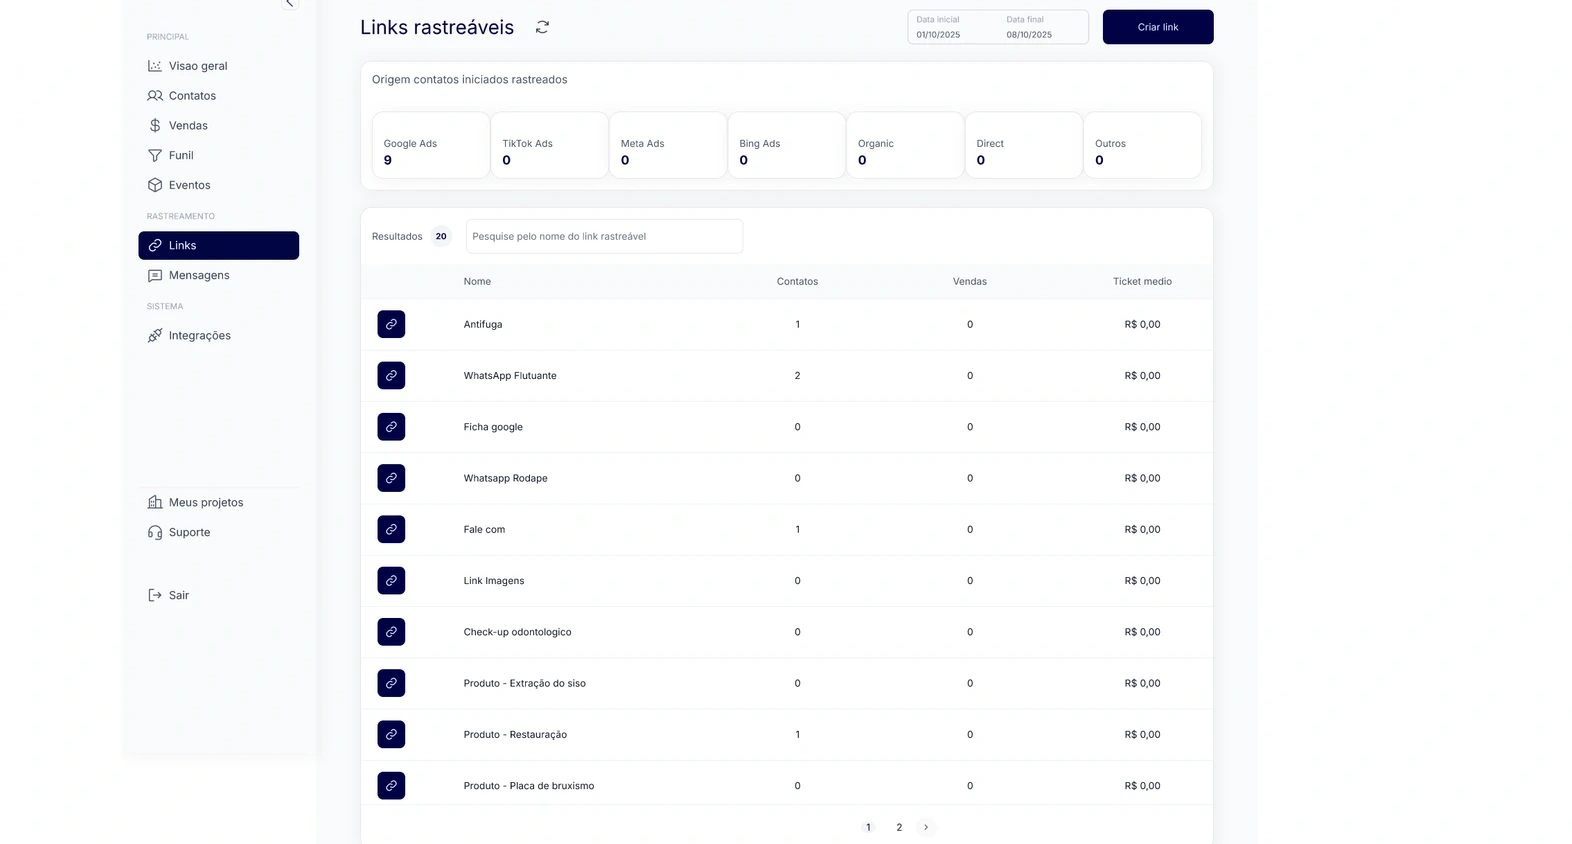 PRINCIPAL
Visao geral
Contatos
Vendas
Funil
Eventos
RASTREAMENTO
Links
Mensagens
SISTEMA
Integrações
Meus projetos
Suporte
Sair
Links rastreáveis
Data inicial
01/10/2025
Data final
08/10/2025
Criar link
Origem contatos iniciados rastreados
Google Ads
9
TikTok Ads
0
Meta Ads
0
Bing Ads
0
Organic
0
Direct
0
Outros
0
Resultados 20 Pesquise pelo nome do link rastreável
Nome Contatos Vendas Ticket medio
Antifuga 1 0 R$ 0,00
WhatsApp Flutuante 2 0 R$ 0,00
Ficha google 0 0 R$ 0,00
Whatsapp Rodape 0 0 R$ 0,00
Fale com 1 0 R$ 0,00
Link Imagens 0 0 R$ 0,00
Check-up odontologico 0 0 R$ 0,00
Produto - Extração do siso 0 0 R$ 0,00
Produto - Restauração 1 0 R$ 0,00
Produto - Placa de bruxismo 0 0 R$ 0,00
1 2